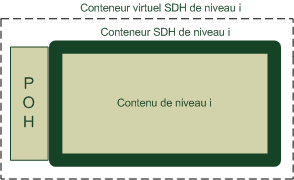 Conteneur virtuel SDH de niveau i
Conteneur SDH de niveau i
P
O
H
Contenu de niveau i